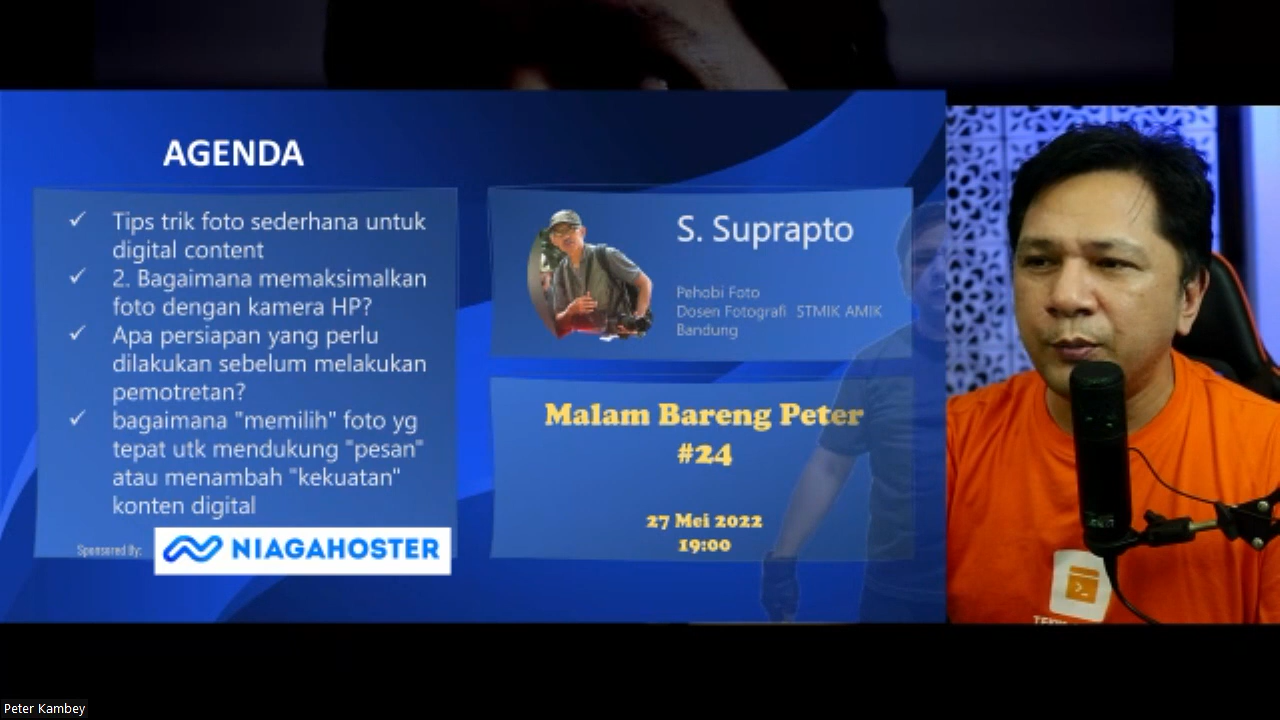 AGENDA
✓ Tips trik foto sederhana untuk
digital content
✓ 2. Bagaimana memaksimalkan
foto dengan kamera HP?
✓ Apa persiapan yang perlu
dilakukan sebelum melakukan
pemotretan?
✓ bagaimana "memilih" foto yg
tepat utk mendukung "pesan"
atau menambah "kekuatan"
konten digital
Sponsored By:
NIAGAHOSTER
S. Suprapto
Pehobi Foto
Dosen Fotografi STMIK AMIK
Bandung
Malam Bareng Peter
#24
27 Mei 2022
19:00
Peter Kambey